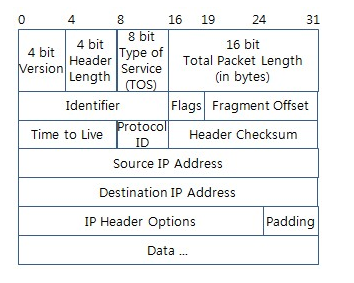 0 4 8 16 19 24 31
4 bit Version
4 bit Header Length
8 bit Type of Service (TOS)
16 bit Total Packet Length (in bytes)
Identifier Flags Fragment Offset
Time to Live Protocol ID Header Checksum
Source IP Address
Destination IP Address
IP Header Options Padding
Data ...